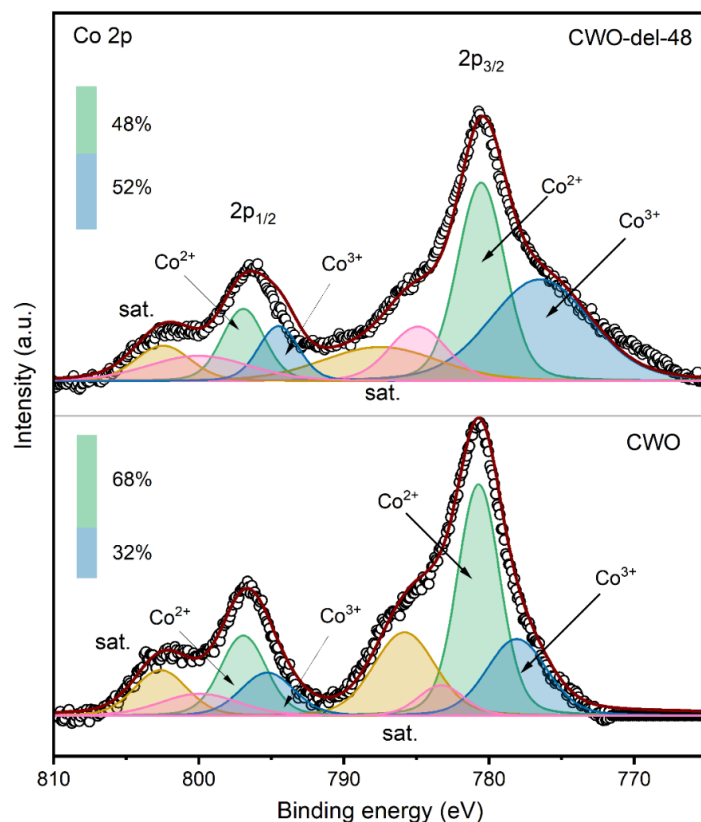 Co 2p
CWO-del-48
2p3/2
48%
52%
Co2+
Co3+
2p1/2
Co2+
Co3+
sat.
sat.
CWO
68%
32%
Co2+
Co3+
Co2+
Co3+
sat.
sat.
810
800
790
780
770
Binding energy (eV)
Intensity (a.u.)